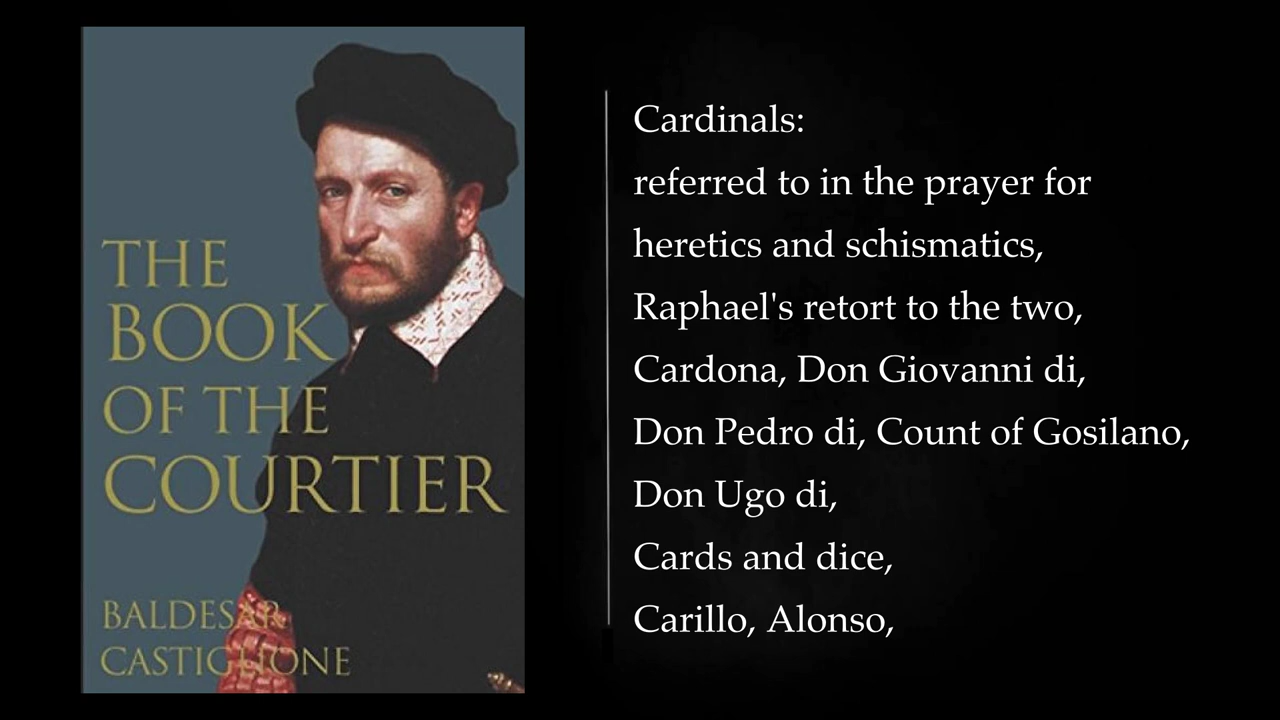 THE
BOOK
OF THE
COURTIER
BALDESAR
CASTIGLIONE
Cardinals:
referred to in the prayer for
heretics and schismatics,
Raphael's retort to the two,
Cardona, Don Giovanni di,
Don Pedro di, Count of Gosilano,
Don Ugo di,
Cards and dice,
Carillo, Alonso,